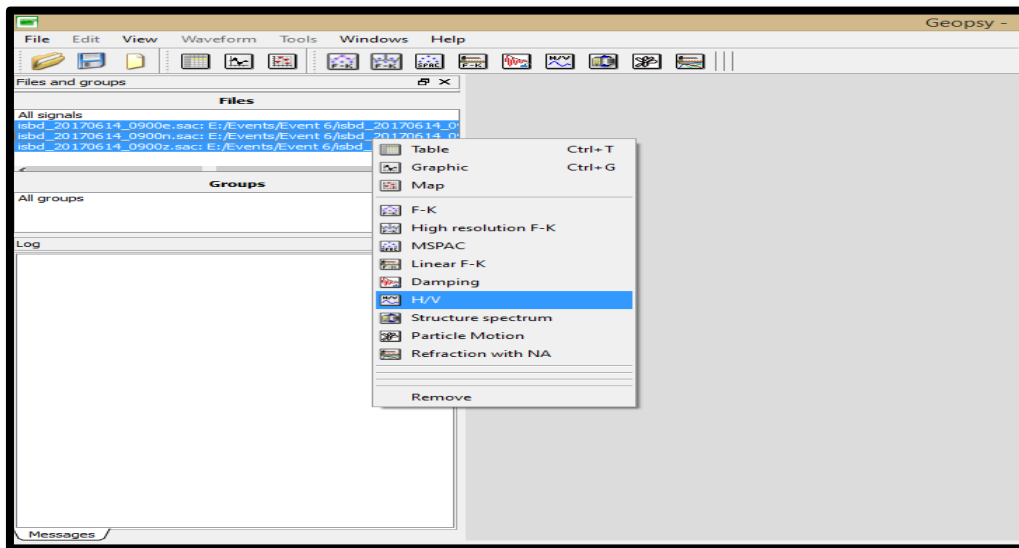 Geopsy -
File Edit View Waveform Tools Windows Help
F-K F-K SPAC F-K H/V
Files and groups
Files
All signals
isbd_20170614_0900e.sac: E:/Events/Event 6/isbd_20170614_0
isbd_20170614_0900n.sac: E:/Events/Event 6/isbd_20170614_0
isbd_20170614_0900z.sac: E:/Events/Event 6/isbd_
Groups
All groups
Log
Table Ctrl+T
Graphic Ctrl+G
Map
F-K
High resolution F-K
MSPAC
Linear F-K
Damping
H/V
Structure spectrum
Particle Motion
Refraction with NA
Remove
Messages